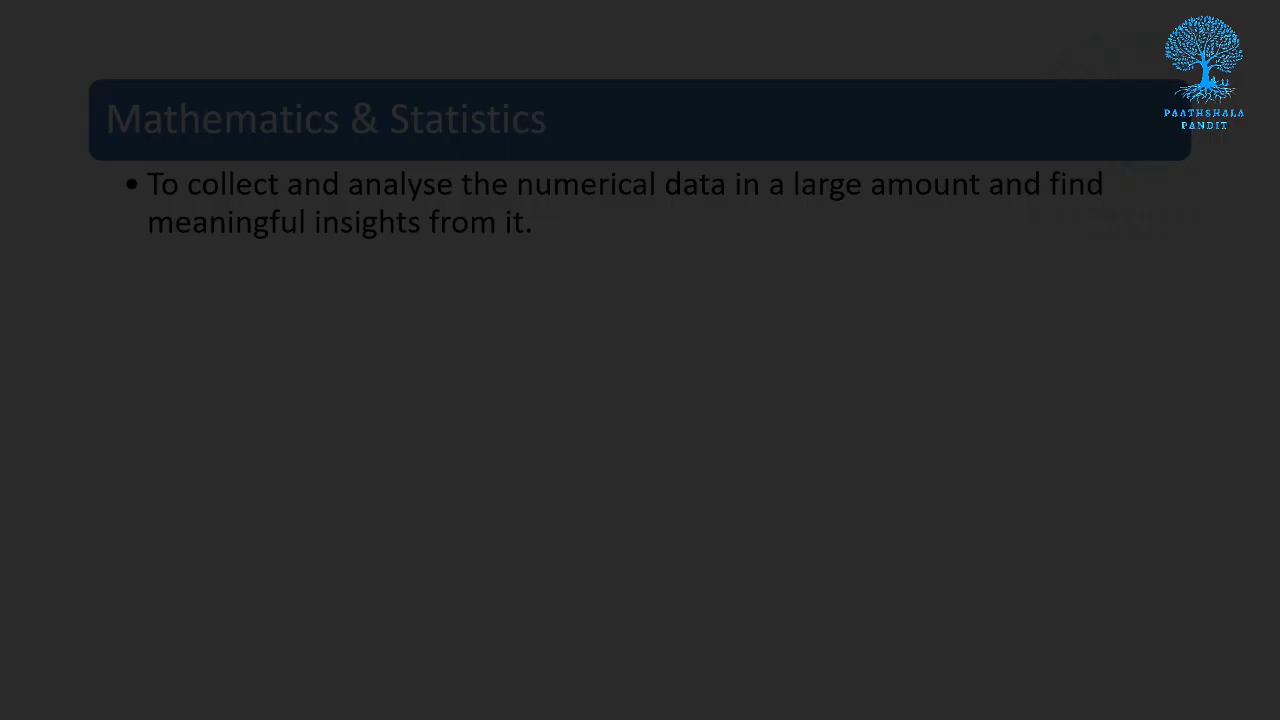 PAATHSHALA
PANDIT
Mathematics & Statistics
• To collect and analyse the numerical data in a large amount and find
meaningful insights from it.